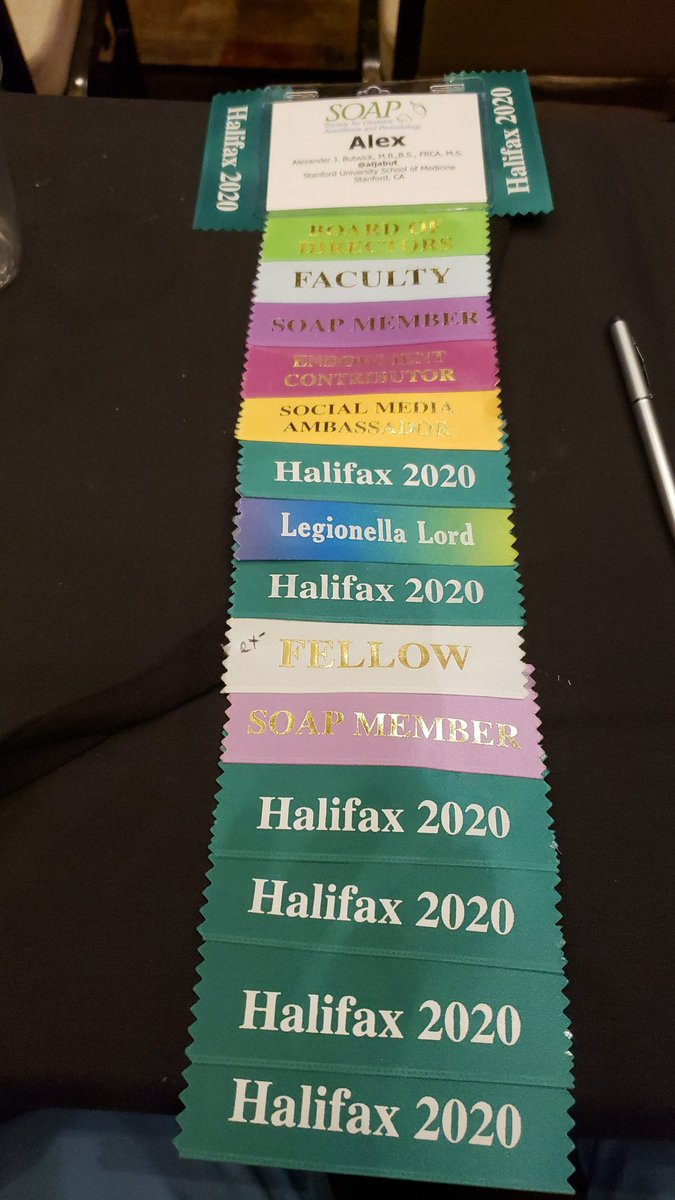 Halifax 2020
SOAP
Society for Obstetric
Anesthesia and Perinatology
Alex
Alexander J. Butwick, M.B.,B.S., FRCA, M.S.
@aljabut
Stanford University School of Medicine
Stanford, CA
Halifax 2020
BOARD OF
DIRECTORS
FACULTY
SOAP MEMBER
ENDOWMENT
CONTRIBUTOR
SOCIAL MEDIA
AMBASSADOR
Halifax 2020
Legionella Lord
Halifax 2020
ex- FELLOW
SOAP MEMBER
Halifax 2020
Halifax 2020
Halifax 2020
Halifax 2020